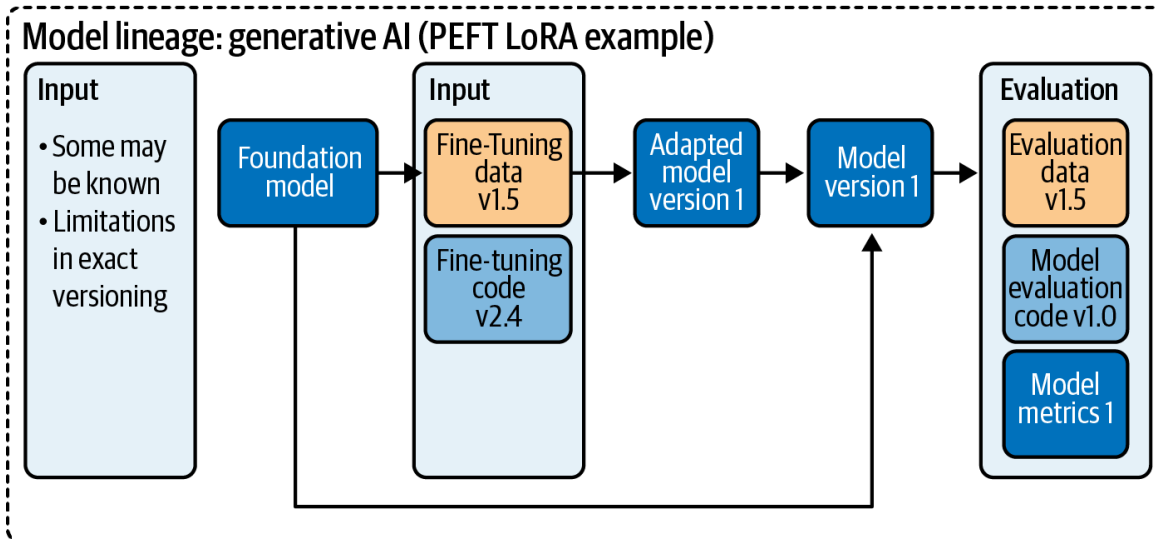 Model lineage: generative AI (PEFT LoRA example)
Input
• Some may
be known
• Limitations
in exact
versioning
Foundation
model
Input
Fine-Tuning
data
v1.5
Fine-tuning
code
v2.4
Adapted
model
version 1
Model
version 1
Evaluation
Evaluation
data
v1.5
Model
evaluation
code v1.0
Model
metrics 1